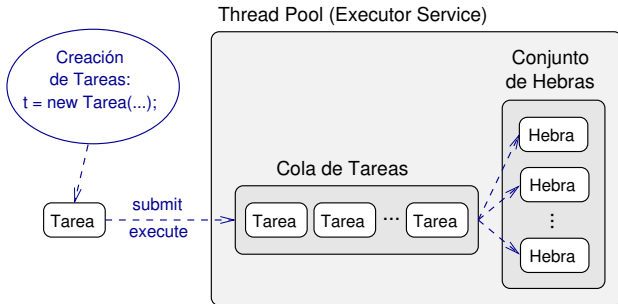 Thread Pool (Executor Service)
Creación
de Tareas:
t = new Tarea(...);
Conjunto
de Hebras
Hebra
Cola de Tareas
Hebra
Tarea
submit
execute
Tarea
Tarea
...
Tarea
...
Hebra